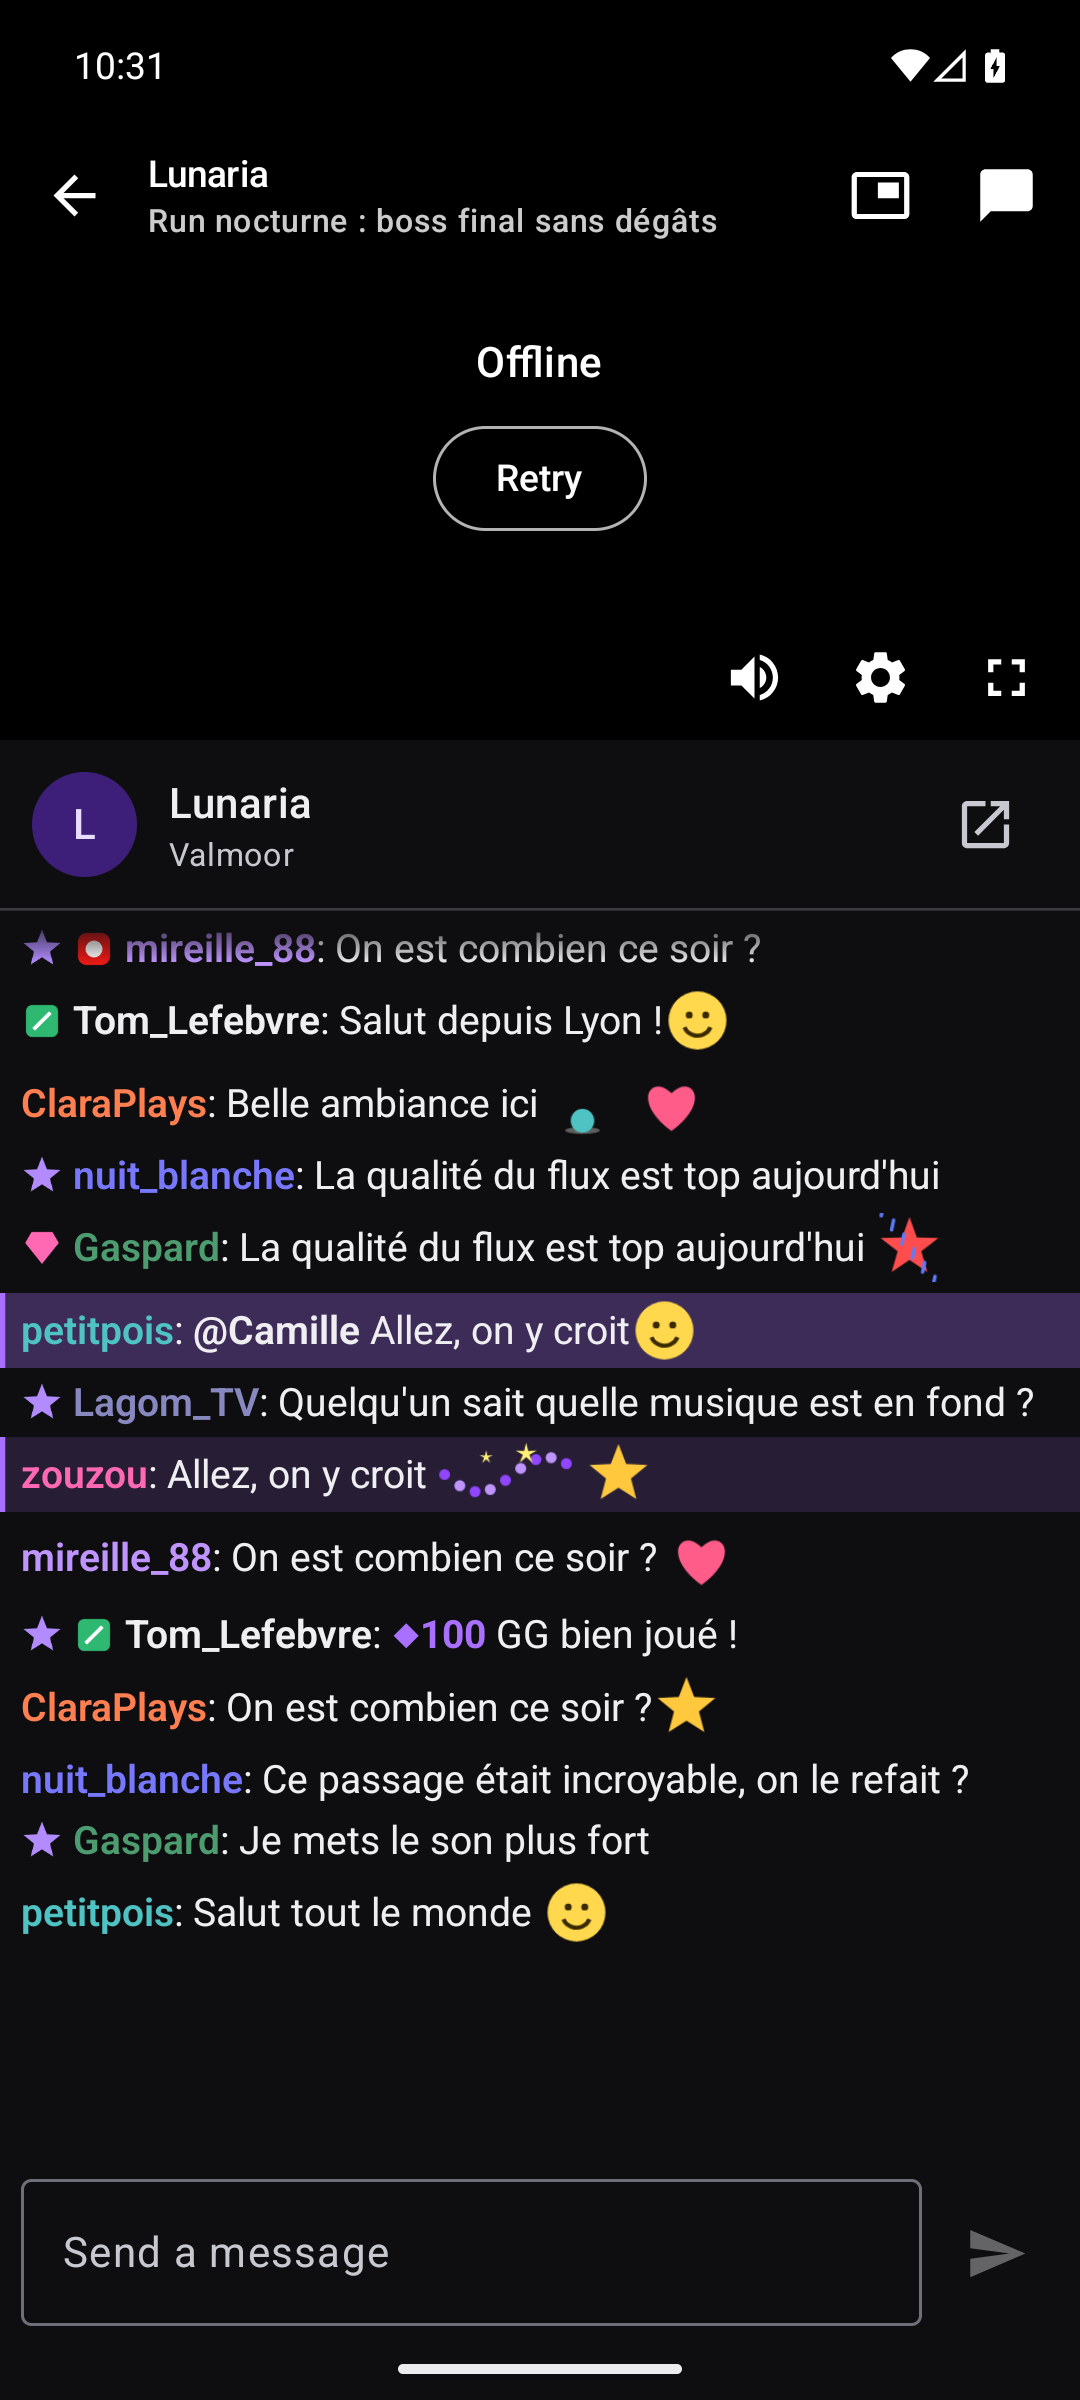 10:31
Lunaria
Run nocturne : boss final sans dégâts
Offline
Retry
L
Lunaria
Valmoor
mireille_88: On est combien ce soir ?
Tom_Lefebvre: Salut depuis Lyon !
ClaraPlays: Belle ambiance ici
nuit_blanche: La qualité du flux est top aujourd'hui
Gaspard: La qualité du flux est top aujourd'hui
petitpois: @Camille Allez, on y croit
Lagom_TV: Quelqu'un sait quelle musique est en fond ?
zouzou: Allez, on y croit
mireille_88: On est combien ce soir ?
Tom_Lefebvre: 100 GG bien joué !
ClaraPlays: On est combien ce soir ?
nuit_blanche: Ce passage était incroyable, on le refait ?
Gaspard: Je mets le son plus fort
petitpois: Salut tout le monde
Send a message